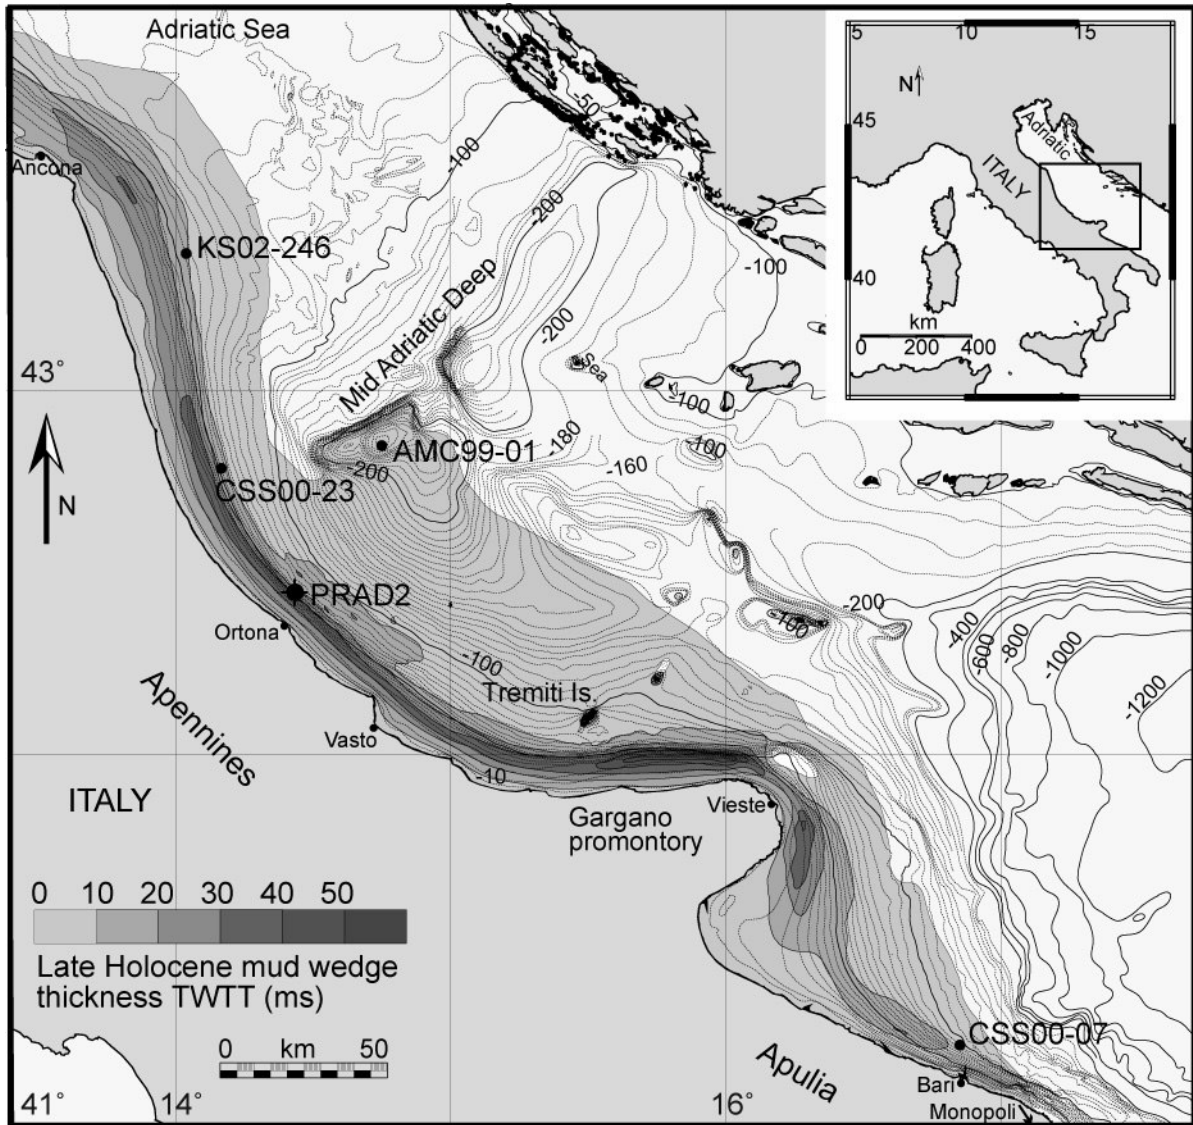 Adriatic Sea
5 10 15
N
45
Adriatic
ITALY
40
km
0 200 400
-50
-100
Ancona
-200
KS02-246
-100
Mid Adriatic Deep
-200
Sea
43°
-100
-180
-100
AMC99-01
-200
-160
CSS00-23
N
PRAD2
-200
-100
-400
-600
-800
-1000
-1200
Ortona
-100
Tremiti Is.
Apennines
Vasto
-10
ITALY
Vieste
Gargano
promontory
0 10 20 30 40 50
Late Holocene mud wedge
thickness TWTT (ms)
0 km 50
CSS00-07
Apulia
Bari
Monopoli
41° 14° 16°